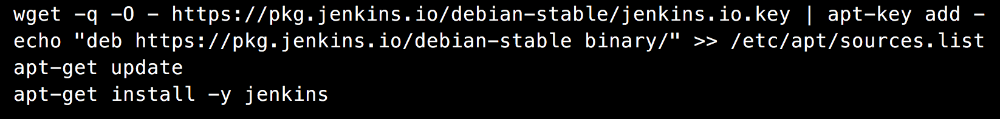 wget -q -O - https://pkg.jenkins.io/debian-stable/jenkins.io.key | apt-key add -
echo "deb https://pkg.jenkins.io/debian-stable binary/" >> /etc/apt/sources.list
apt-get update
apt-get install -y jenkins